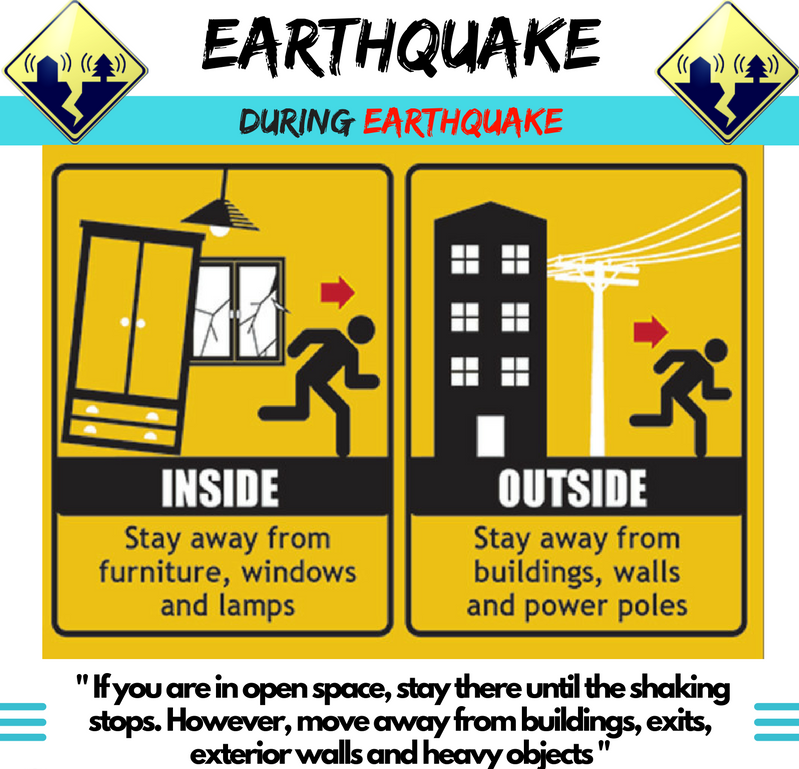 EARTHQUAKE
DURING EARTHQUAKE
INSIDE
Stay away from
furniture, windows
and lamps
OUTSIDE
Stay away from
buildings, walls
and power poles
" If you are in open space, stay there until the shaking
stops. However, move away from buildings, exits,
exterior walls and heavy objects "